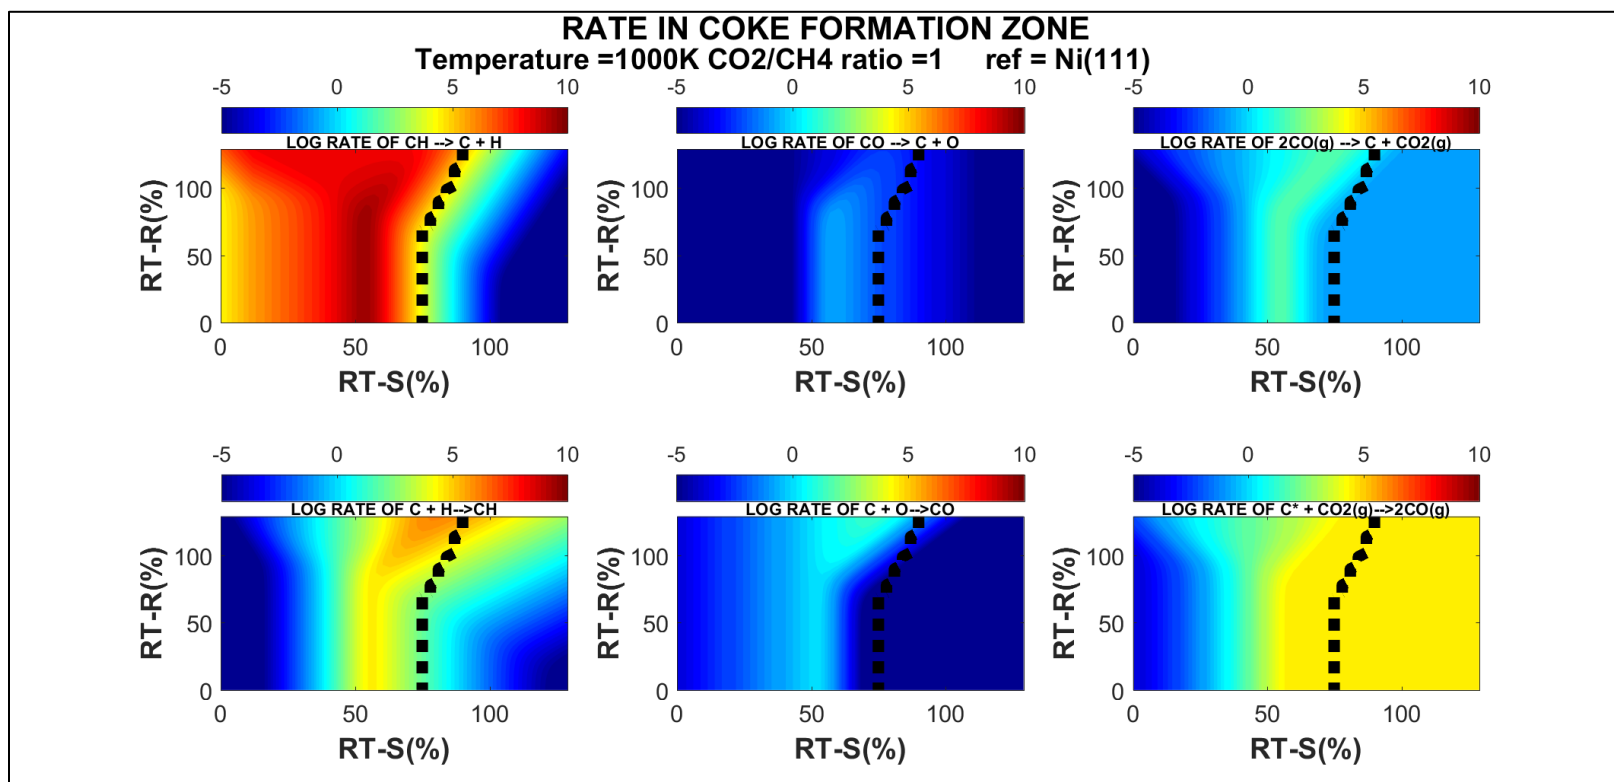 RATE IN COKE FORMATION ZONE
Temperature =1000K CO2/CH4 ratio =1 ref = Ni(111)
-5 0 5 10
LOG RATE OF CH --> C + H
RT-R(%)
100
50
0
0 50 100
RT-S(%)
-5 0 5 10
LOG RATE OF CO --> C + O
RT-R(%)
100
50
0
0 50 100
RT-S(%)
-5 0 5 10
LOG RATE OF 2CO(g) --> C + CO2(g)
RT-R(%)
100
50
0
0 50 100
RT-S(%)
-5 0 5 10
LOG RATE OF C + H-->CH
RT-R(%)
100
50
0
0 50 100
RT-S(%)
-5 0 5 10
LOG RATE OF C + O-->CO
RT-R(%)
100
50
0
0 50 100
RT-S(%)
-5 0 5 10
LOG RATE OF C* + CO2(g)-->2CO(g)
RT-R(%)
100
50
0
0 50 100
RT-S(%)